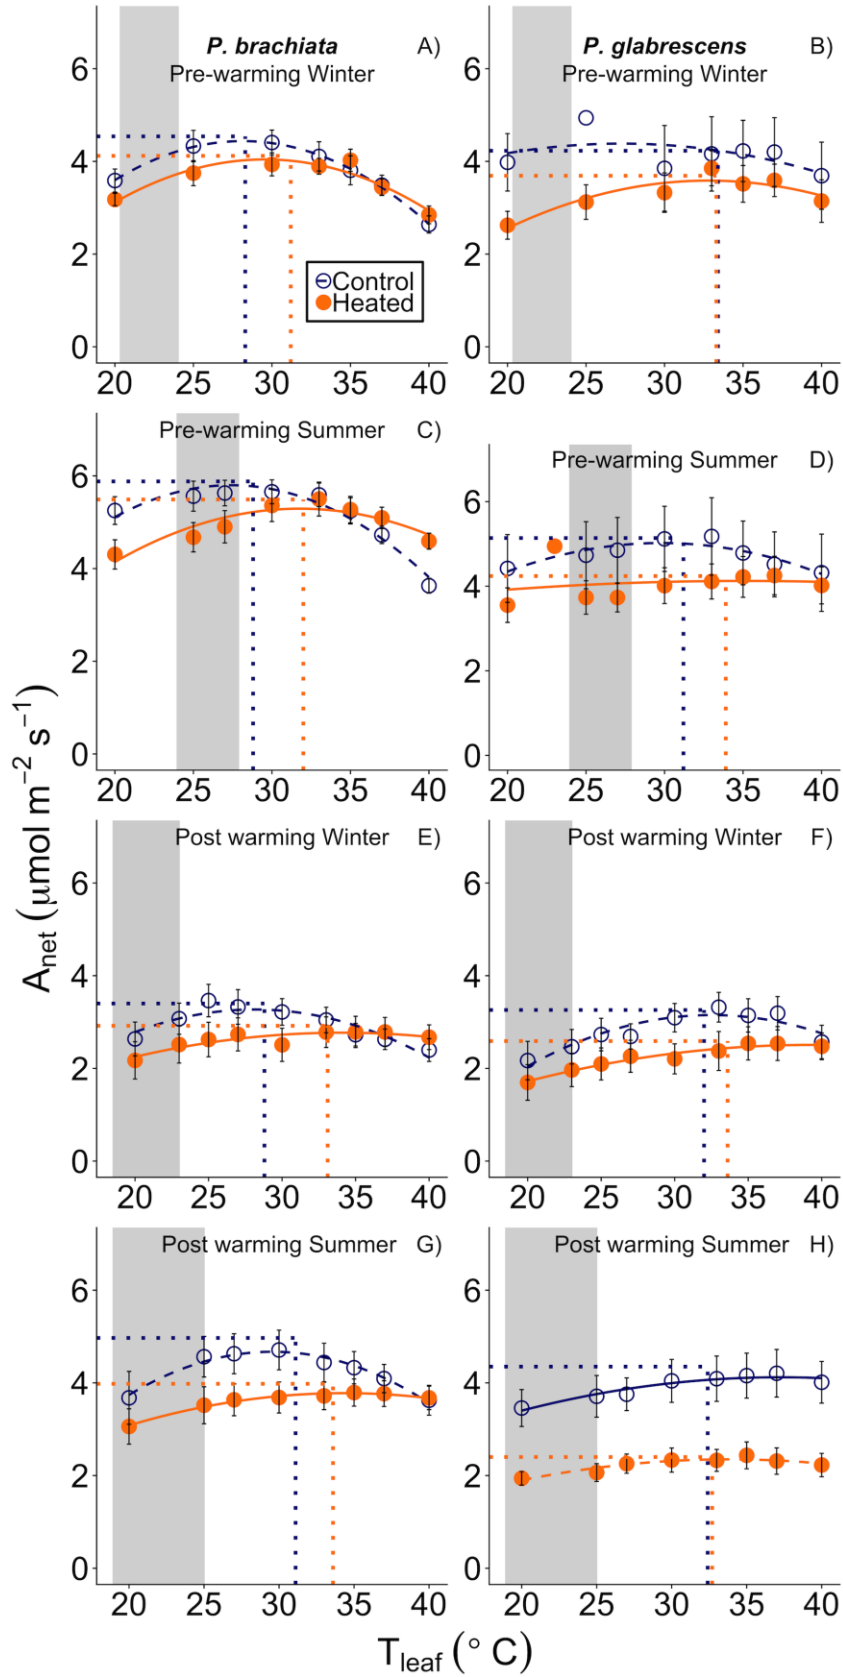 P. brachiata A)
Pre-warming Winter
6
4
2
0
Control
Heated
20 25 30 35 40
P. glabrescens B)
Pre-warming Winter
6
4
2
0
20 25 30 35 40
Pre-warming Summer C)
6
4
2
0
20 25 30 35 40
Pre-warming Summer D)
6
4
2
0
20 25 30 35 40
Post warming Winter E)
6
4
2
0
20 25 30 35 40
Post warming Winter F)
6
4
2
0
20 25 30 35 40
Post warming Summer G)
6
4
2
0
20 25 30 35 40
Post warming Summer H)
6
4
2
0
20 25 30 35 40
Anet (μmol m−2 s−1)
Tleaf (° C)